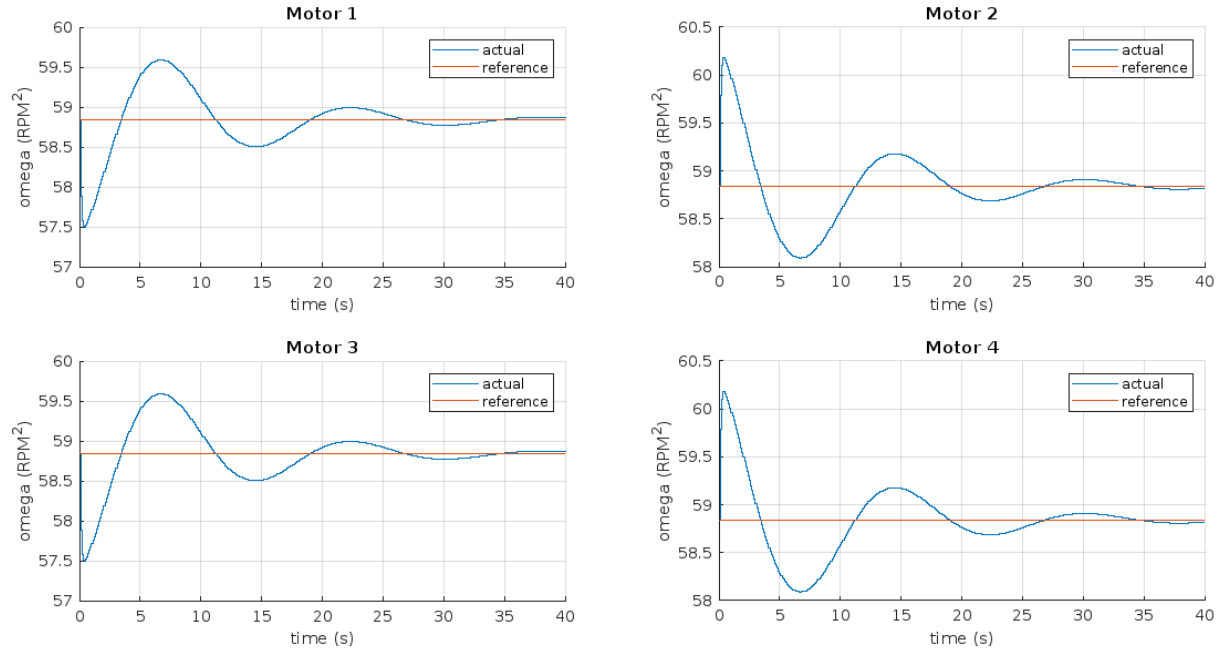 Motor 1
60
59.5
59
58.5
58
57.5
57
omega (RPM²)
actual
reference
0 5 10 15 20 25 30 35 40
time (s)
Motor 2
60.5
60
59.5
59
58.5
58
omega (RPM²)
actual
reference
0 5 10 15 20 25 30 35 40
time (s)
Motor 3
60
59.5
59
58.5
58
57.5
57
omega (RPM²)
actual
reference
0 5 10 15 20 25 30 35 40
time (s)
Motor 4
60.5
60
59.5
59
58.5
58
omega (RPM²)
actual
reference
0 5 10 15 20 25 30 35 40
time (s)